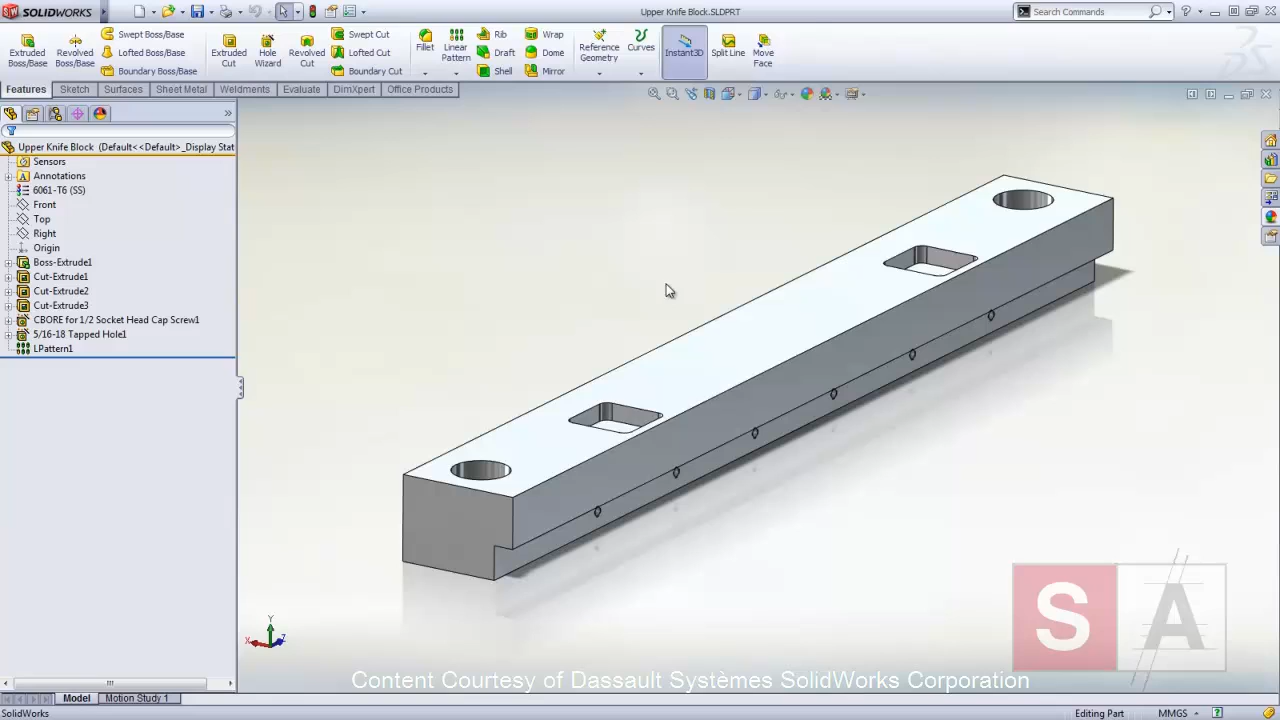 SOLIDWORKS
Upper Knife Block.SLDPRT
Search Commands
Extruded Boss/Base
Revolved Boss/Base
Swept Boss/Base
Lofted Boss/Base
Boundary Boss/Base
Extruded Cut
Hole Wizard
Revolved Cut
Swept Cut
Lofted Cut
Boundary Cut
Fillet
Linear Pattern
Rib
Draft
Shell
Wrap
Dome
Mirror
Reference Geometry
Curves
Instant3D
Split Line
Move Face
Features Sketch Surfaces Sheet Metal Weldments Evaluate DimXpert Office Products
Upper Knife Block (Default<<Default>_Display Stat
Sensors
Annotations
6061-T6 (SS)
Front
Top
Right
Origin
Boss-Extrude1
Cut-Extrude1
Cut-Extrude2
Cut-Extrude3
CBORE for 1/2 Socket Head Cap Screw1
5/16-18 Tapped Hole1
LPattern1
Y
X
Z
SA
Content Courtesy of Dassault Systèmes SolidWorks Corporation
Model Motion Study 1
SolidWorks
Editing Part
MMGS